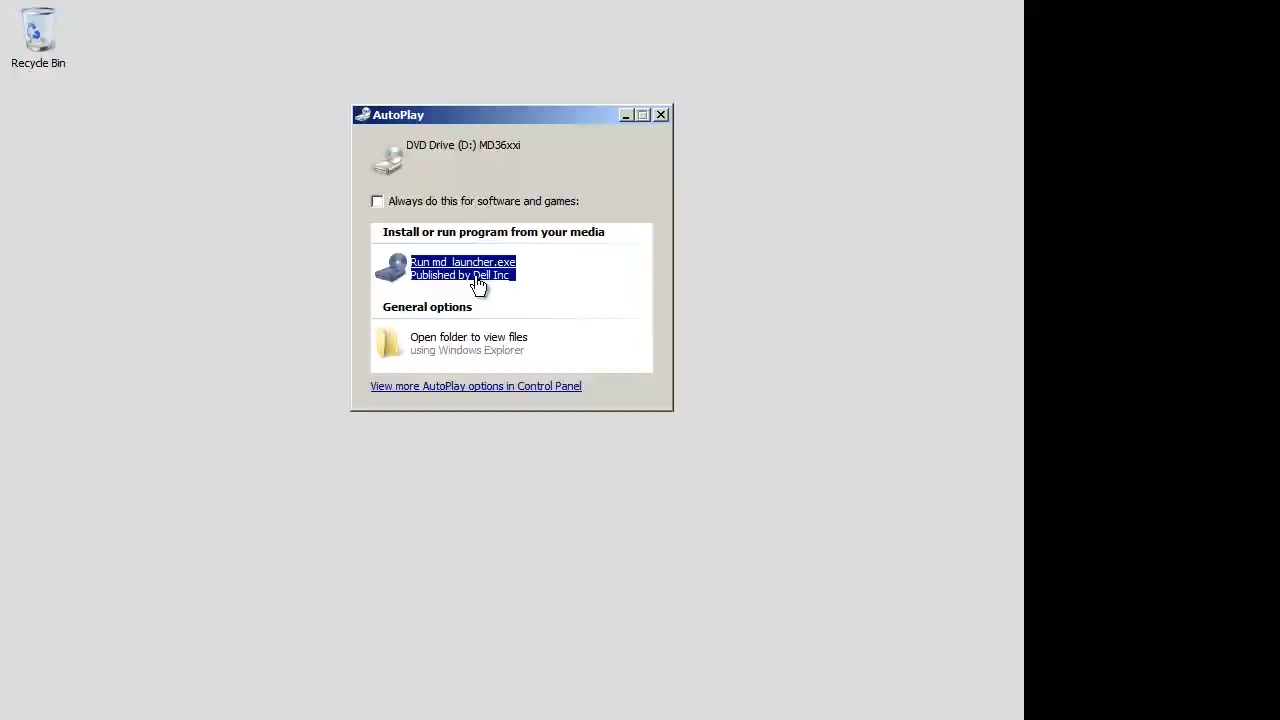 Recycle Bin
AutoPlay
DVD Drive (D:) MD36xxi
Always do this for software and games:
Install or run program from your media
Run md_launcher.exe
Published by Dell Inc
General options
Open folder to view files
using Windows Explorer
View more AutoPlay options in Control Panel